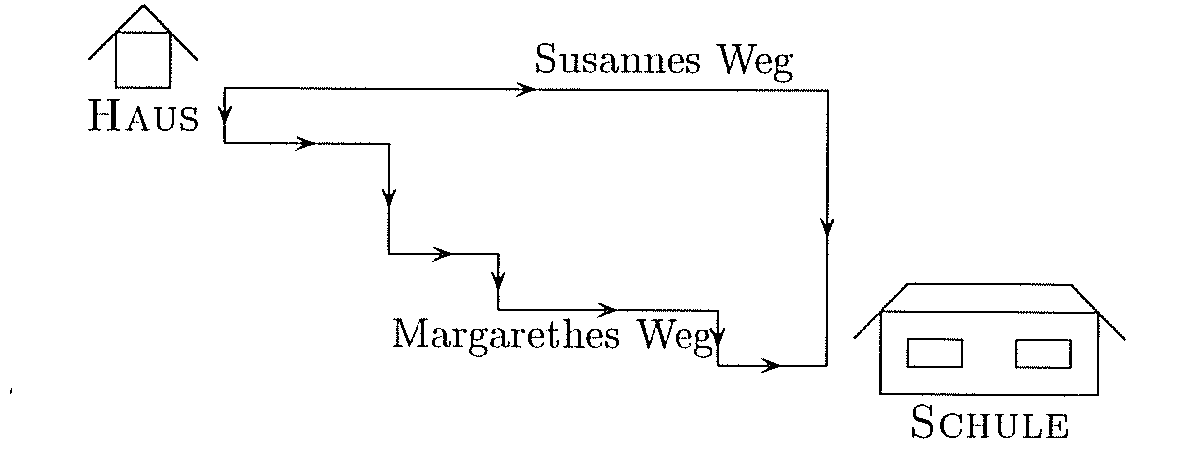 Susannes Weg
HAUS
Margarethes Weg
SCHULE